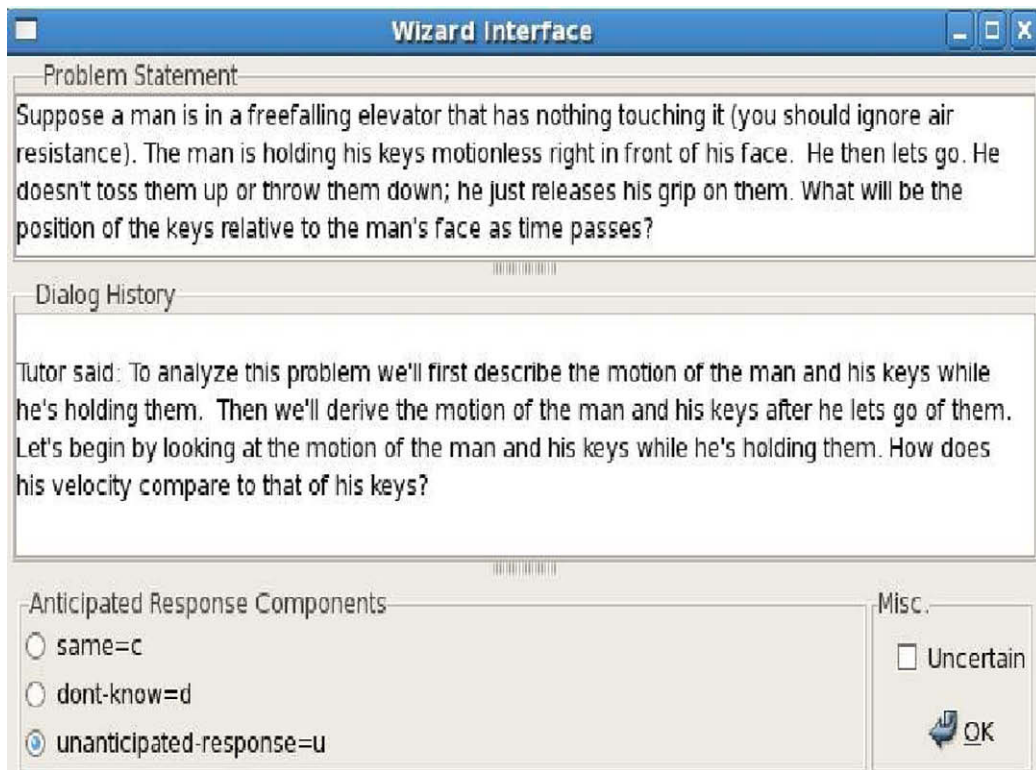 Wizard Interface
Problem Statement
Suppose a man is in a freefalling elevator that has nothing touching it (you should ignore air
resistance). The man is holding his keys motionless right in front of his face.  He then lets go. He
doesn't toss them up or throw them down; he just releases his grip on them. What will be the
position of the keys relative to the man's face as time passes?
Dialog History
Tutor said: To analyze this problem we'll first describe the motion of the man and his keys while
he's holding them.  Then we'll derive the motion of the man and his keys after he lets go of them.
Let's begin by looking at the motion of the man and his keys while he's holding them. How does
his velocity compare to that of his keys?
Anticipated Response Components
same=c
dont-know=d
unanticipated-response=u
Misc.
Uncertain
OK